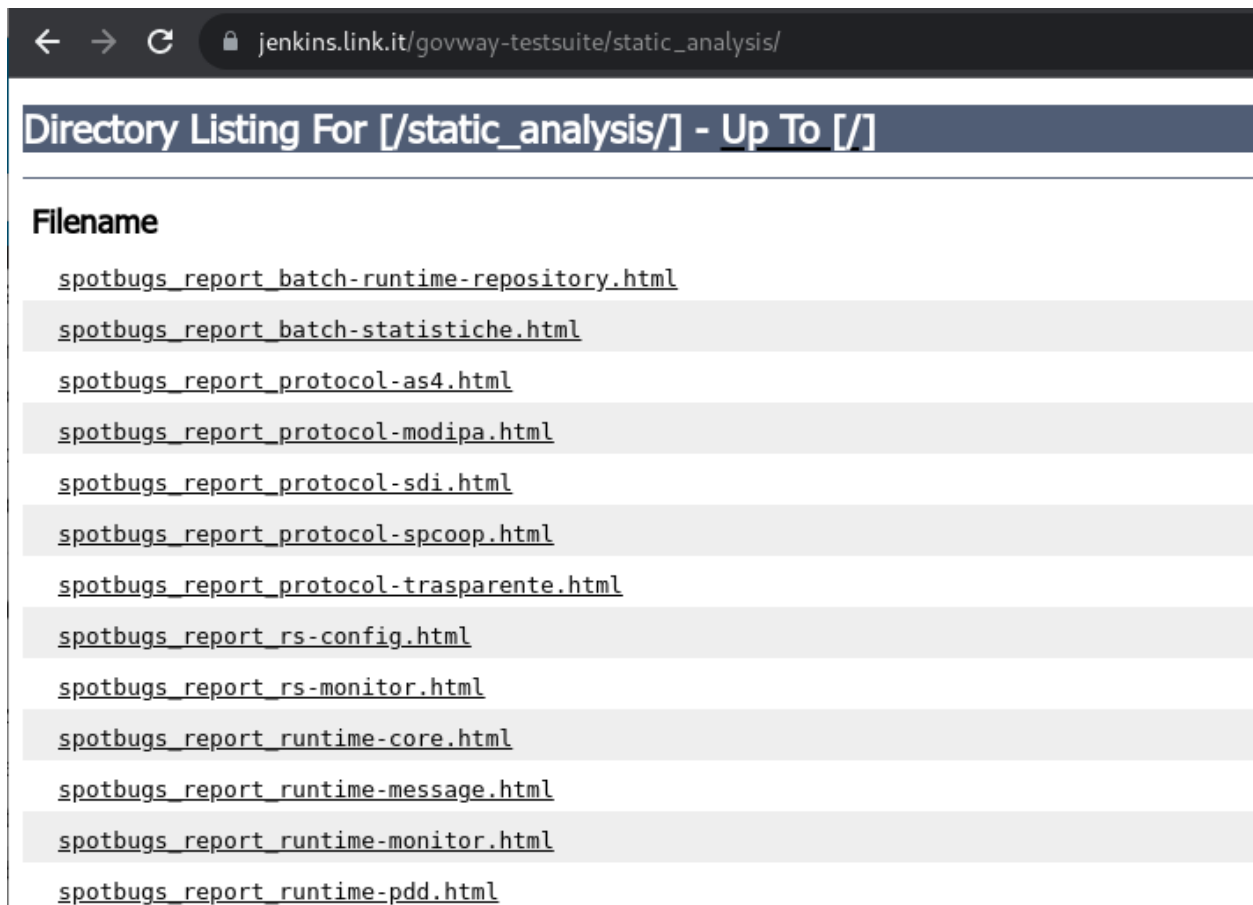 jenkins.link.it/govway-testsuite/static_analysis/
Directory Listing For [/static_analysis/] - Up To [/]
Filename
spotbugs_report_batch-runtime-repository.html
spotbugs_report_batch-statistiche.html
spotbugs_report_protocol-as4.html
spotbugs_report_protocol-modipa.html
spotbugs_report_protocol-sdi.html
spotbugs_report_protocol-spcoop.html
spotbugs_report_protocol-trasparente.html
spotbugs_report_rs-config.html
spotbugs_report_rs-monitor.html
spotbugs_report_runtime-core.html
spotbugs_report_runtime-message.html
spotbugs_report_runtime-monitor.html
spotbugs_report_runtime-pdd.html